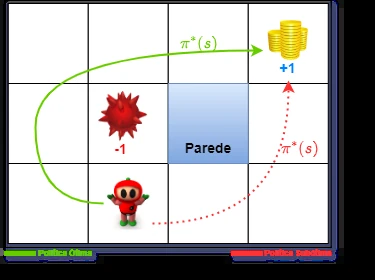 π*(s)
+1
-1
Parede
π*(s)
Política Ótima
Política Subótima